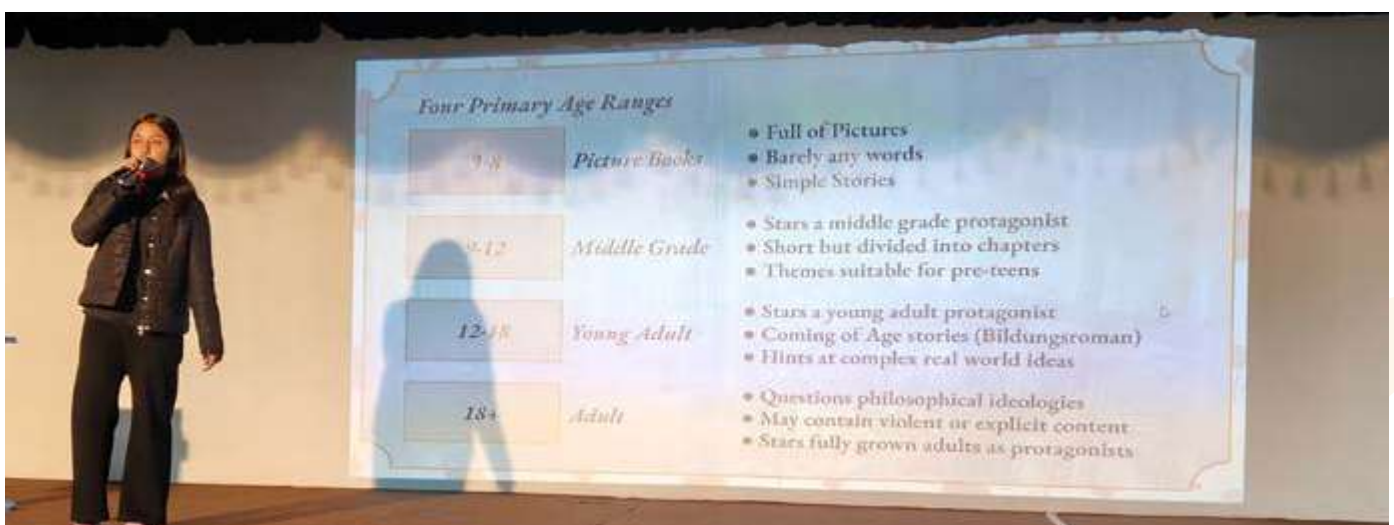 Four Primary Age Ranges
Picture Books
• Full of Pictures
• Barely any words
• Simple Stories
9-12
Middle Grade
• Stars a middle grade protagonist
• Short but divided into chapters
• Themes suitable for pre-teens
12-18
Young Adult
• Stars a young adult protagonist
• Coming of Age stories (Bildungsroman)
• Hints at complex real world ideas
18+
Adult
• Questions philosophical ideologies
• May contain violent or explicit content
• Stars fully grown adults as protagonists